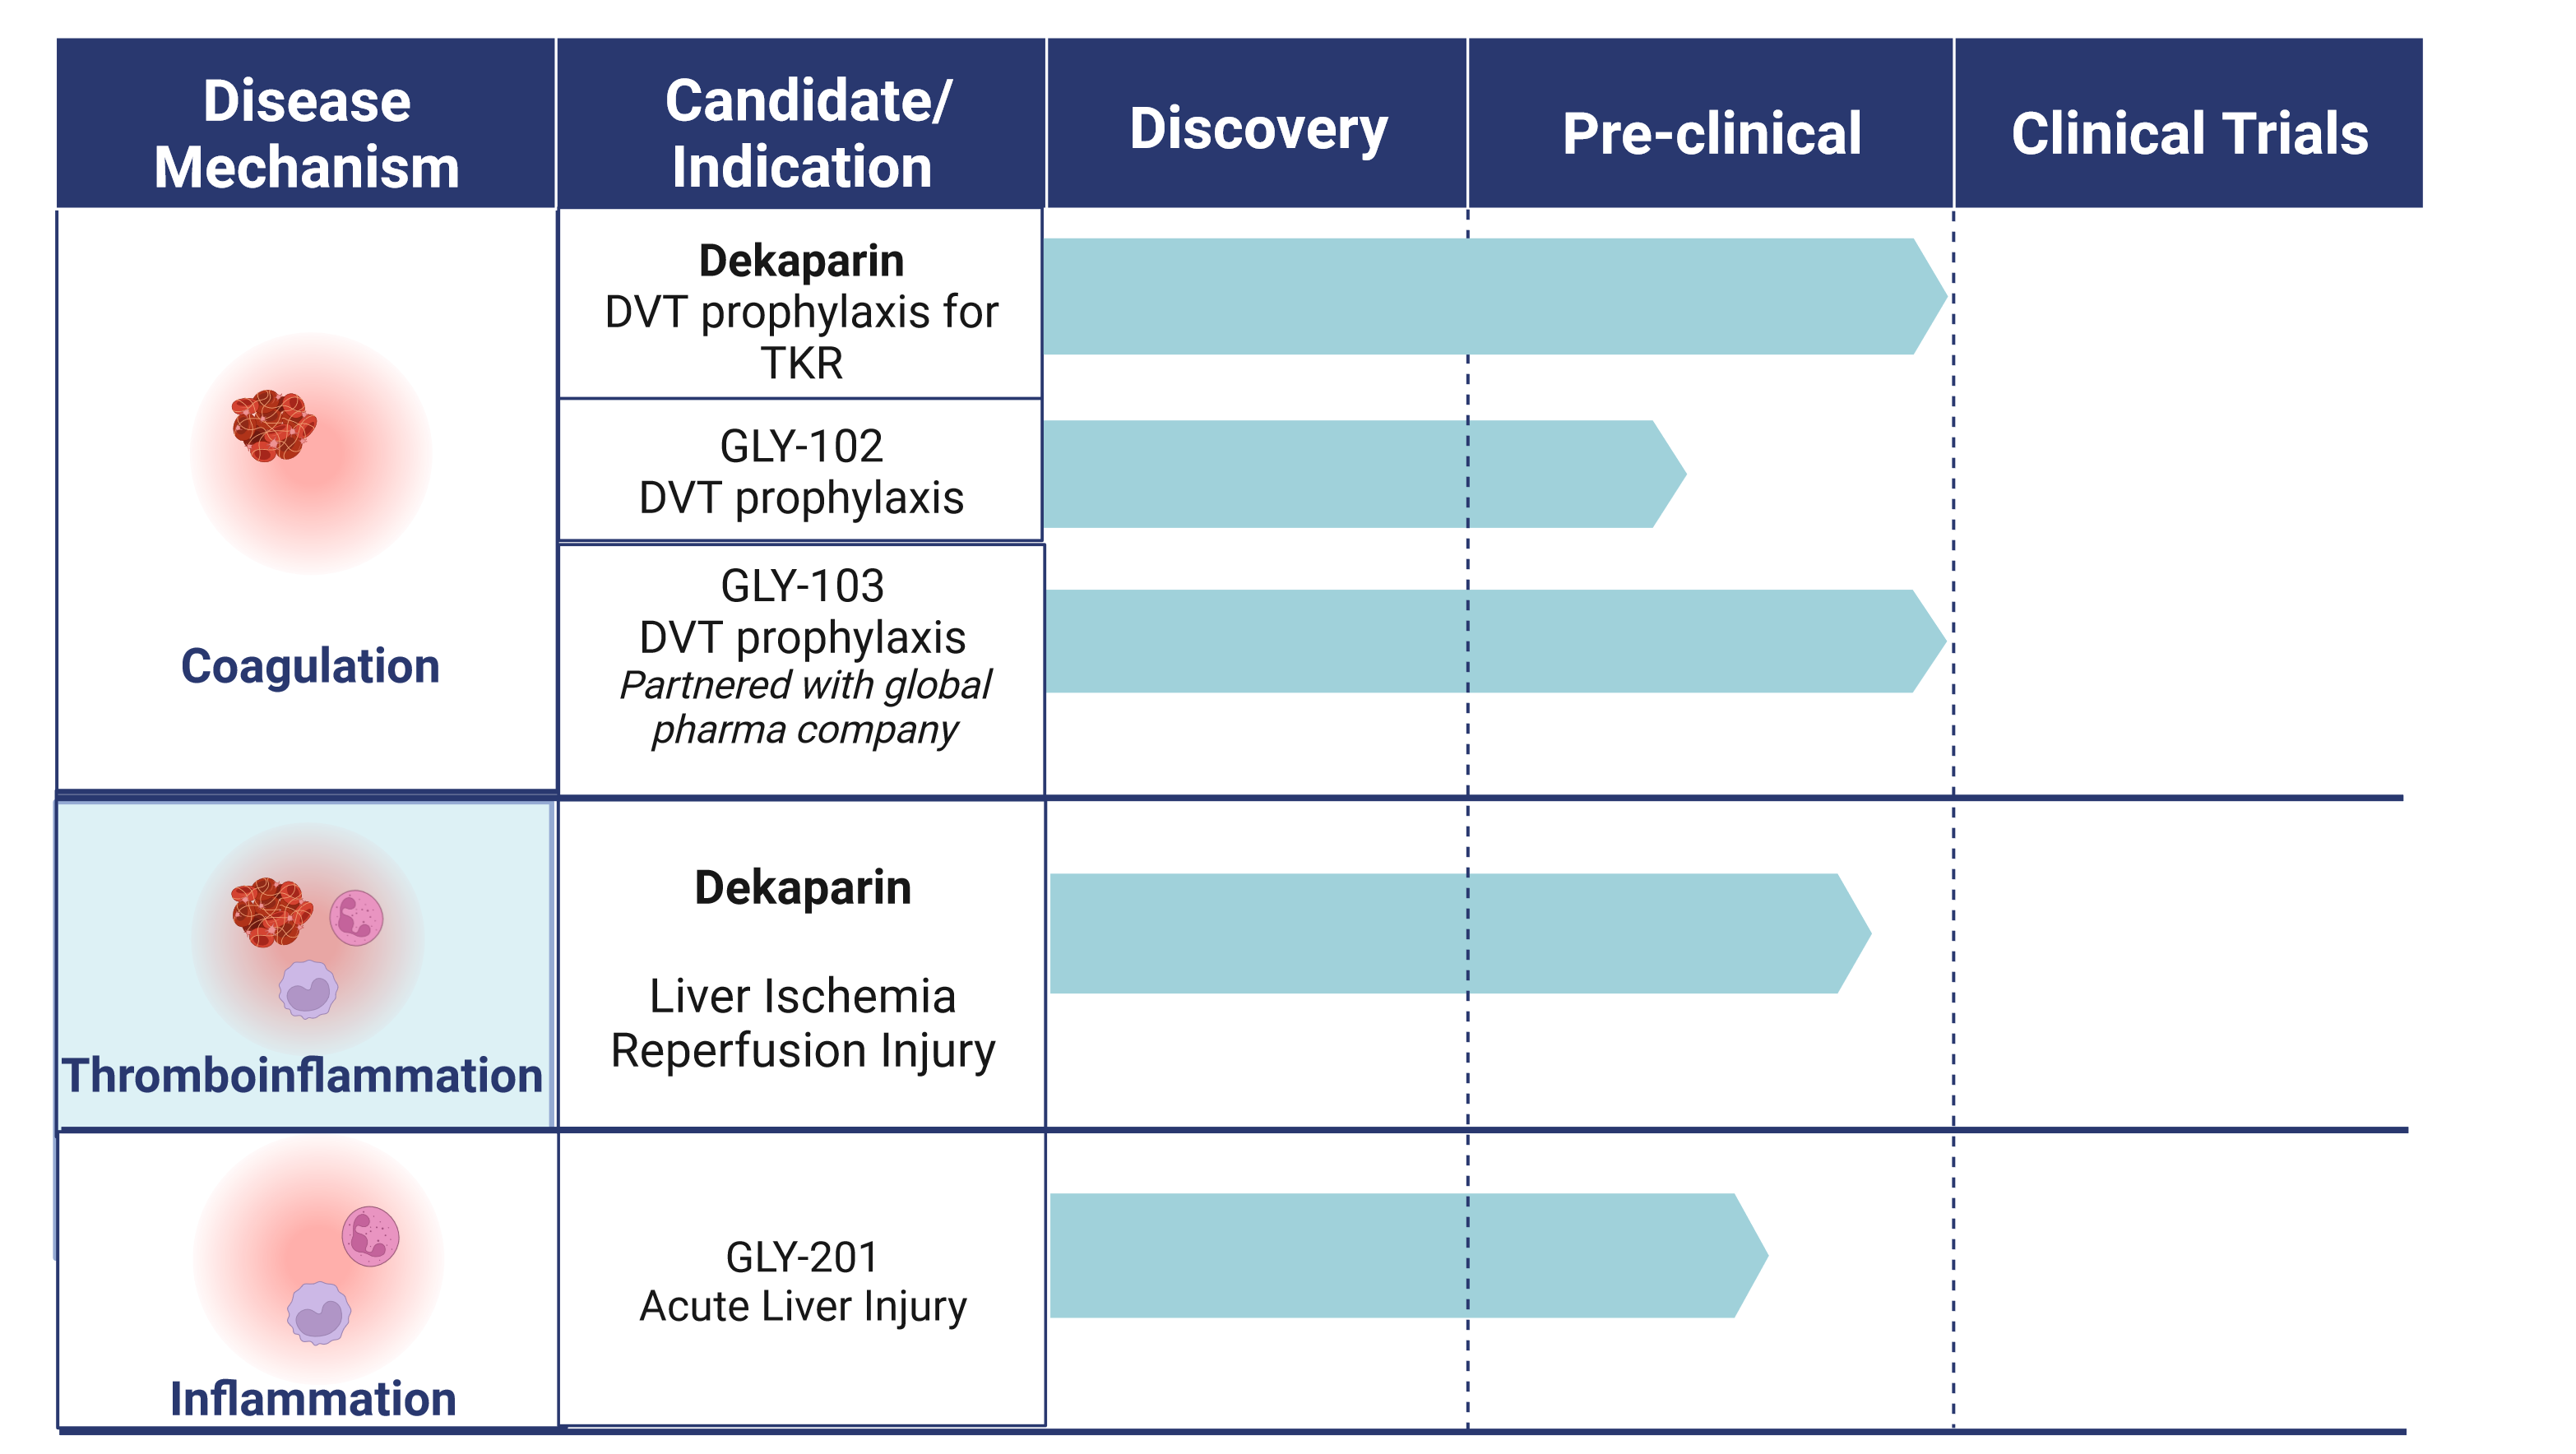 Disease
Mechanism
Candidate/
Indication
Discovery
Pre-clinical
Clinical Trials
Coagulation
Dekaparin
DVT prophylaxis for
TKR
GLY-102
DVT prophylaxis
GLY-103
DVT prophylaxis
Partnered with global
pharma company
Thromboinflammation
Dekaparin
Liver Ischemia
Reperfusion Injury
Inflammation
GLY-201
Acute Liver Injury